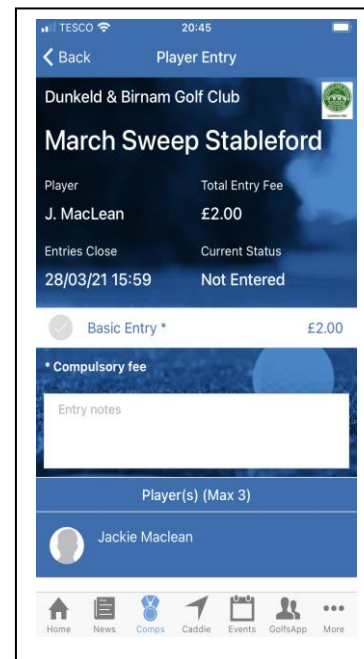 TESCO 20:45
Back Player Entry
Dunkeld & Birnam Golf Club
March Sweep Stableford
Player Total Entry Fee
J. MacLean £2.00
Entries Close Current Status
28/03/21 15:59 Not Entered
Basic Entry * £2.00
* Compulsory fee
Entry notes
Player(s) (Max 3)
Jackie Maclean
Home News Comps Caddie Events GolfsApp More